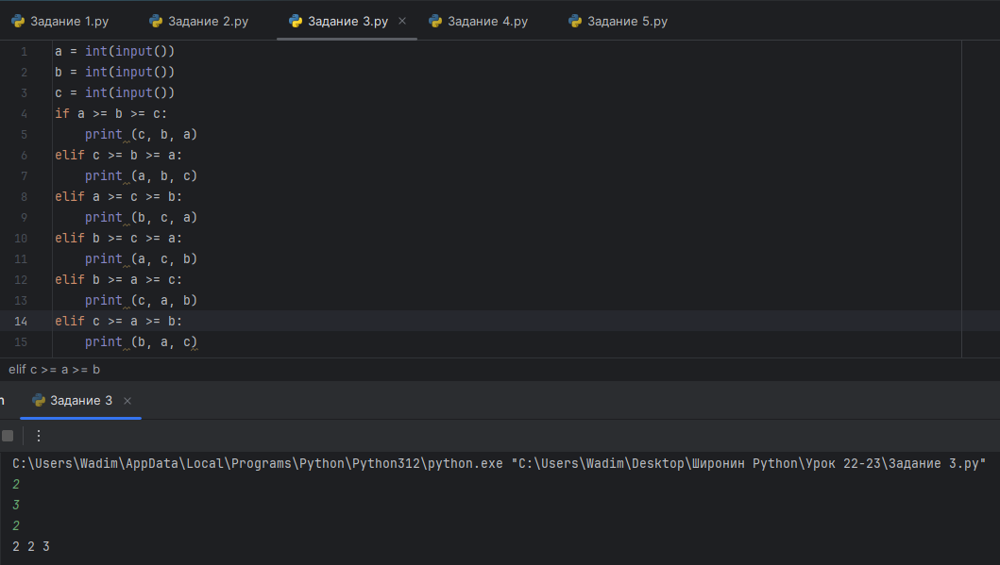 Задание 1.py Задание 2.py Задание 3.py Задание 4.py Задание 5.py
1 a = int(input())
2 b = int(input())
3 c = int(input())
4 if a >= b >= c:
5     print (c, b, a)
6 elif c >= b >= a:
7     print (a, b, c)
8 elif a >= c >= b:
9     print (b, c, a)
10 elif b >= c >= a:
11     print (a, c, b)
12 elif b >= a >= c:
13     print (c, a, b)
14 elif c >= a >= b:
15     print (b, a, c)
elif c >= a >= b
Задание 3
C:\Users\Wadim\AppData\Local\Programs\Python\Python312\python.exe "C:\Users\Wadim\Desktop\Широнин Python\Урок 22-23\Задание 3.py"
2
3
2
2 2 3